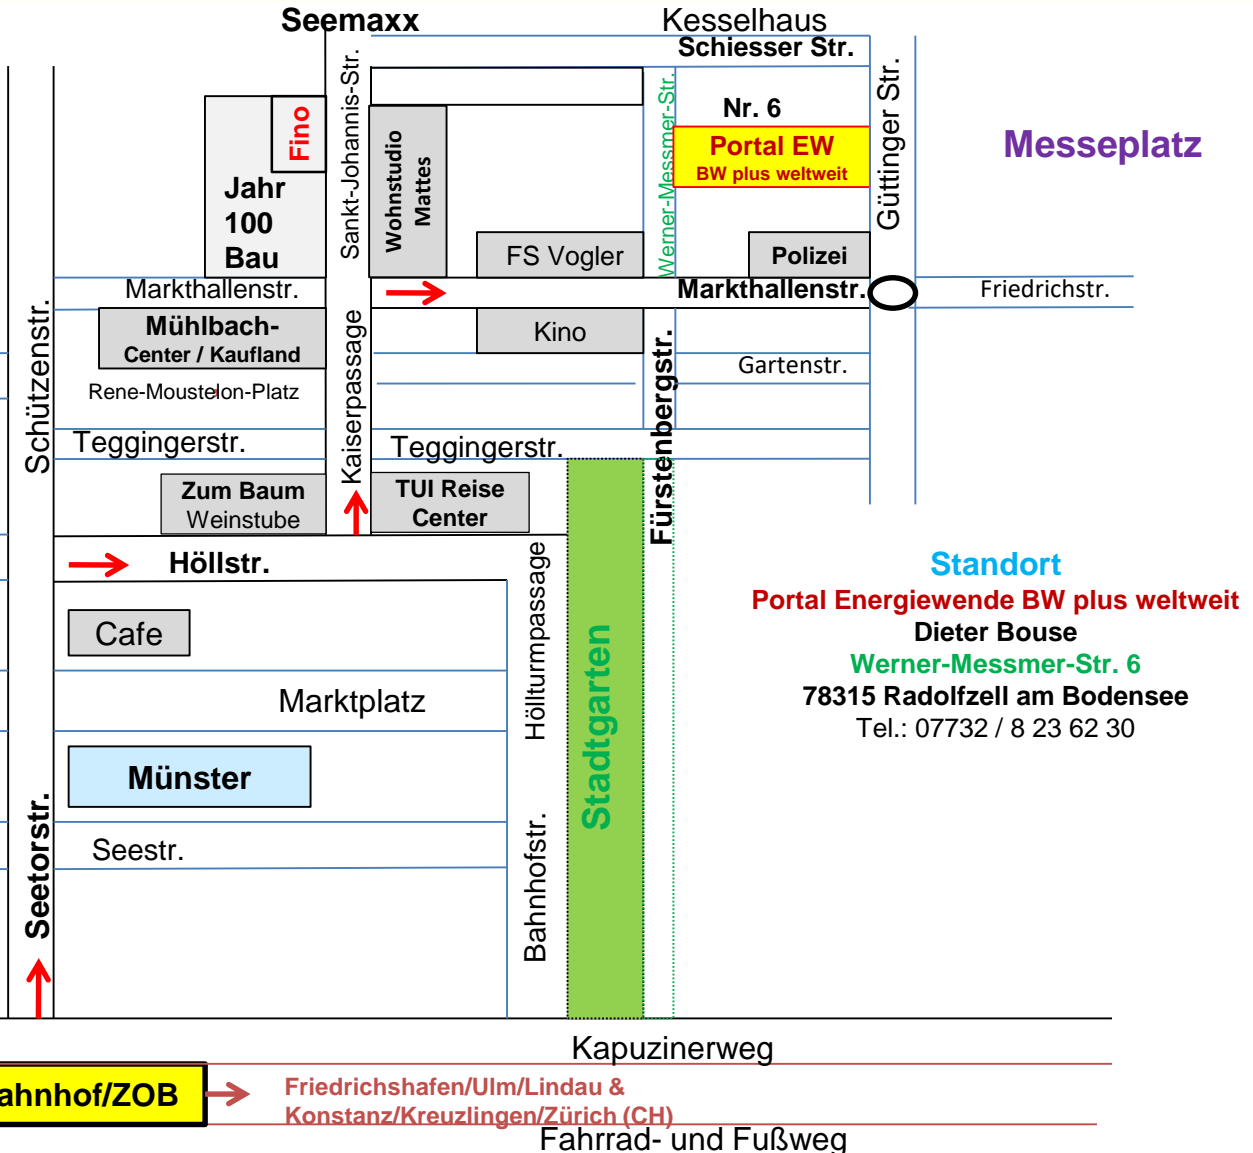 Seemaxx
Kesselhaus
Schiesser Str.
Sankt-Johannis-Str.
Werner-Messmer-Str.
Güttinger Str.
Nr. 6
Fino
Portal EW
BW plus weltweit
Messeplatz
Jahr
100
Bau
Wohnstudio
Mattes
FS Vogler
Polizei
Markthallenstr.
Markthallenstr.
Friedrichstr.
Schützenstr.
Mühlbach-
Center / Kaufland
Kaiserpassage
Kino
Fürstenbergstr.
Gartenstr.
Rene-Moustelon-Platz
Teggingerstr.
Teggingerstr.
Zum Baum
Weinstube
TUI Reise
Center
Höllstr.
Höllturmpassage
Stadtgarten
Standort
Portal Energiewende BW plus weltweit
Dieter Bouse
Werner-Messmer-Str. 6
78315 Radolfzell am Bodensee
Tel.: 07732 / 8 23 62 30
Cafe
Marktplatz
Münster
Seetorstr.
Seestr.
Bahnhofstr.
Kapuzinerweg
ahnhof/ZOB
Friedrichshafen/Ulm/Lindau &
Konstanz/Kreuzlingen/Zürich (CH)
Fahrrad- und Fußweg